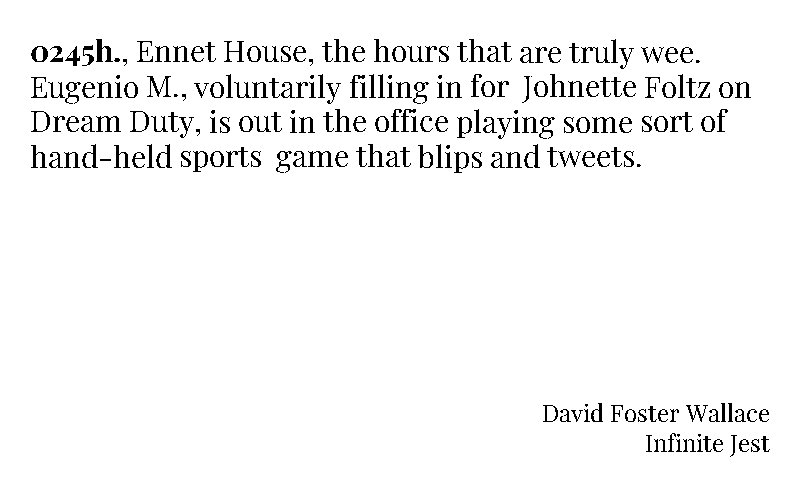 0245h., Ennet House, the hours that are truly wee.
Eugenio M., voluntarily filling in for Johnette Foltz on
Dream Duty, is out in the office playing some sort of
hand-held sports game that blips and tweets.
David Foster Wallace
Infinite Jest